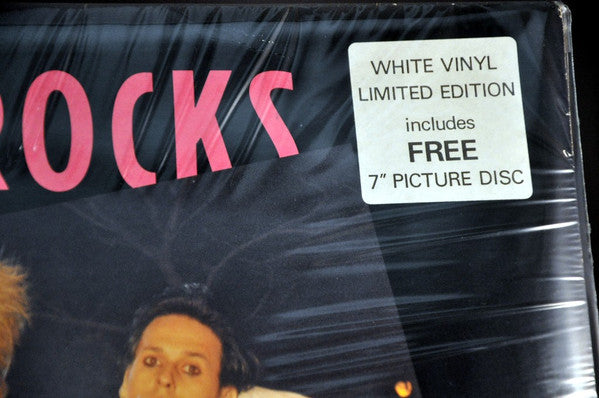 ROCKS
WHITE VINYL
LIMITED EDITION
includes
FREE
7" PICTURE DISC